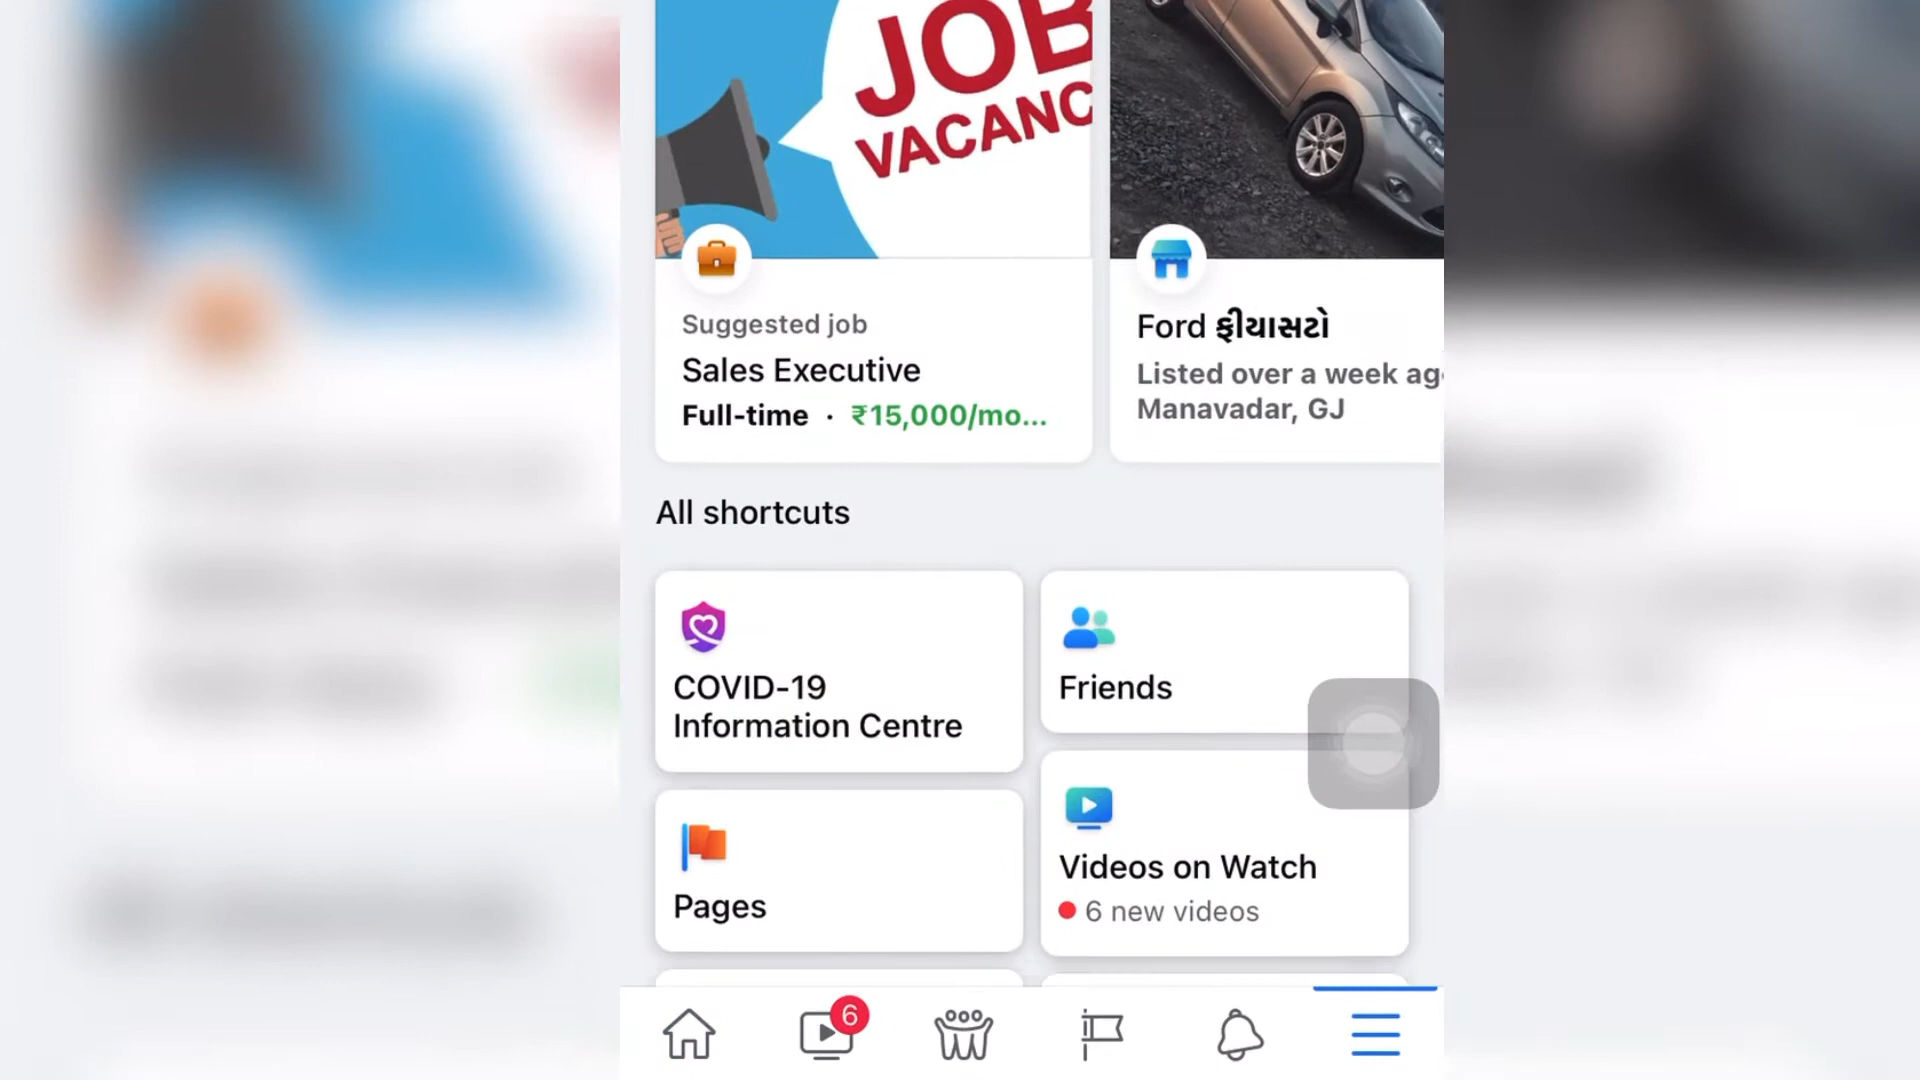 JOB
VACANC
Suggested job
Sales Executive
Full-time · ₹15,000/mo...
Ford ફીયાસટો
Listed over a week ag
Manavadar, GJ
All shortcuts
COVID-19
Information Centre
Friends
Pages
Videos on Watch
6 new videos
6